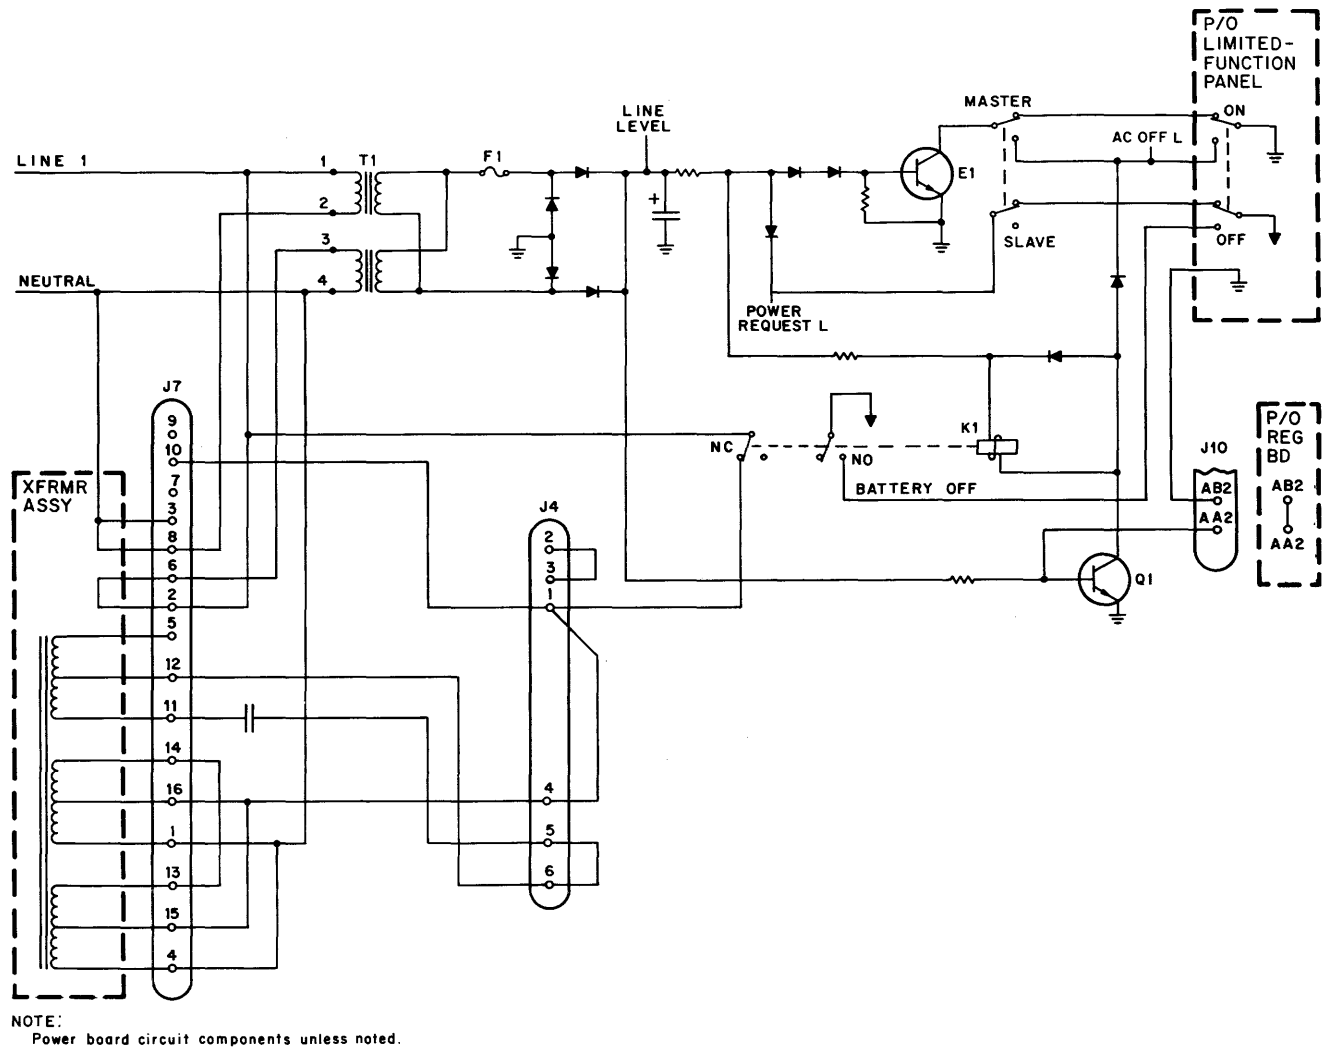 P/O
LIMITED-
FUNCTION
PANEL
MASTER
ON
LINE
LEVEL
AC OFF L
LINE 1
1
T1
F1
+
E1
2
3
SLAVE
OFF
NEUTRAL
4
POWER
REQUEST L
J7
9
NC
NO
K1
P/O
REG
BD
J10
10
XFRMR
ASSY
7
BATTERY OFF
AB2
AB2
3
J4
AA2
AA2
8
2
6
3
Q1
2
1
5
12
11
14
16
4
1
5
13
6
15
4
NOTE:
Power board circuit components unless noted.